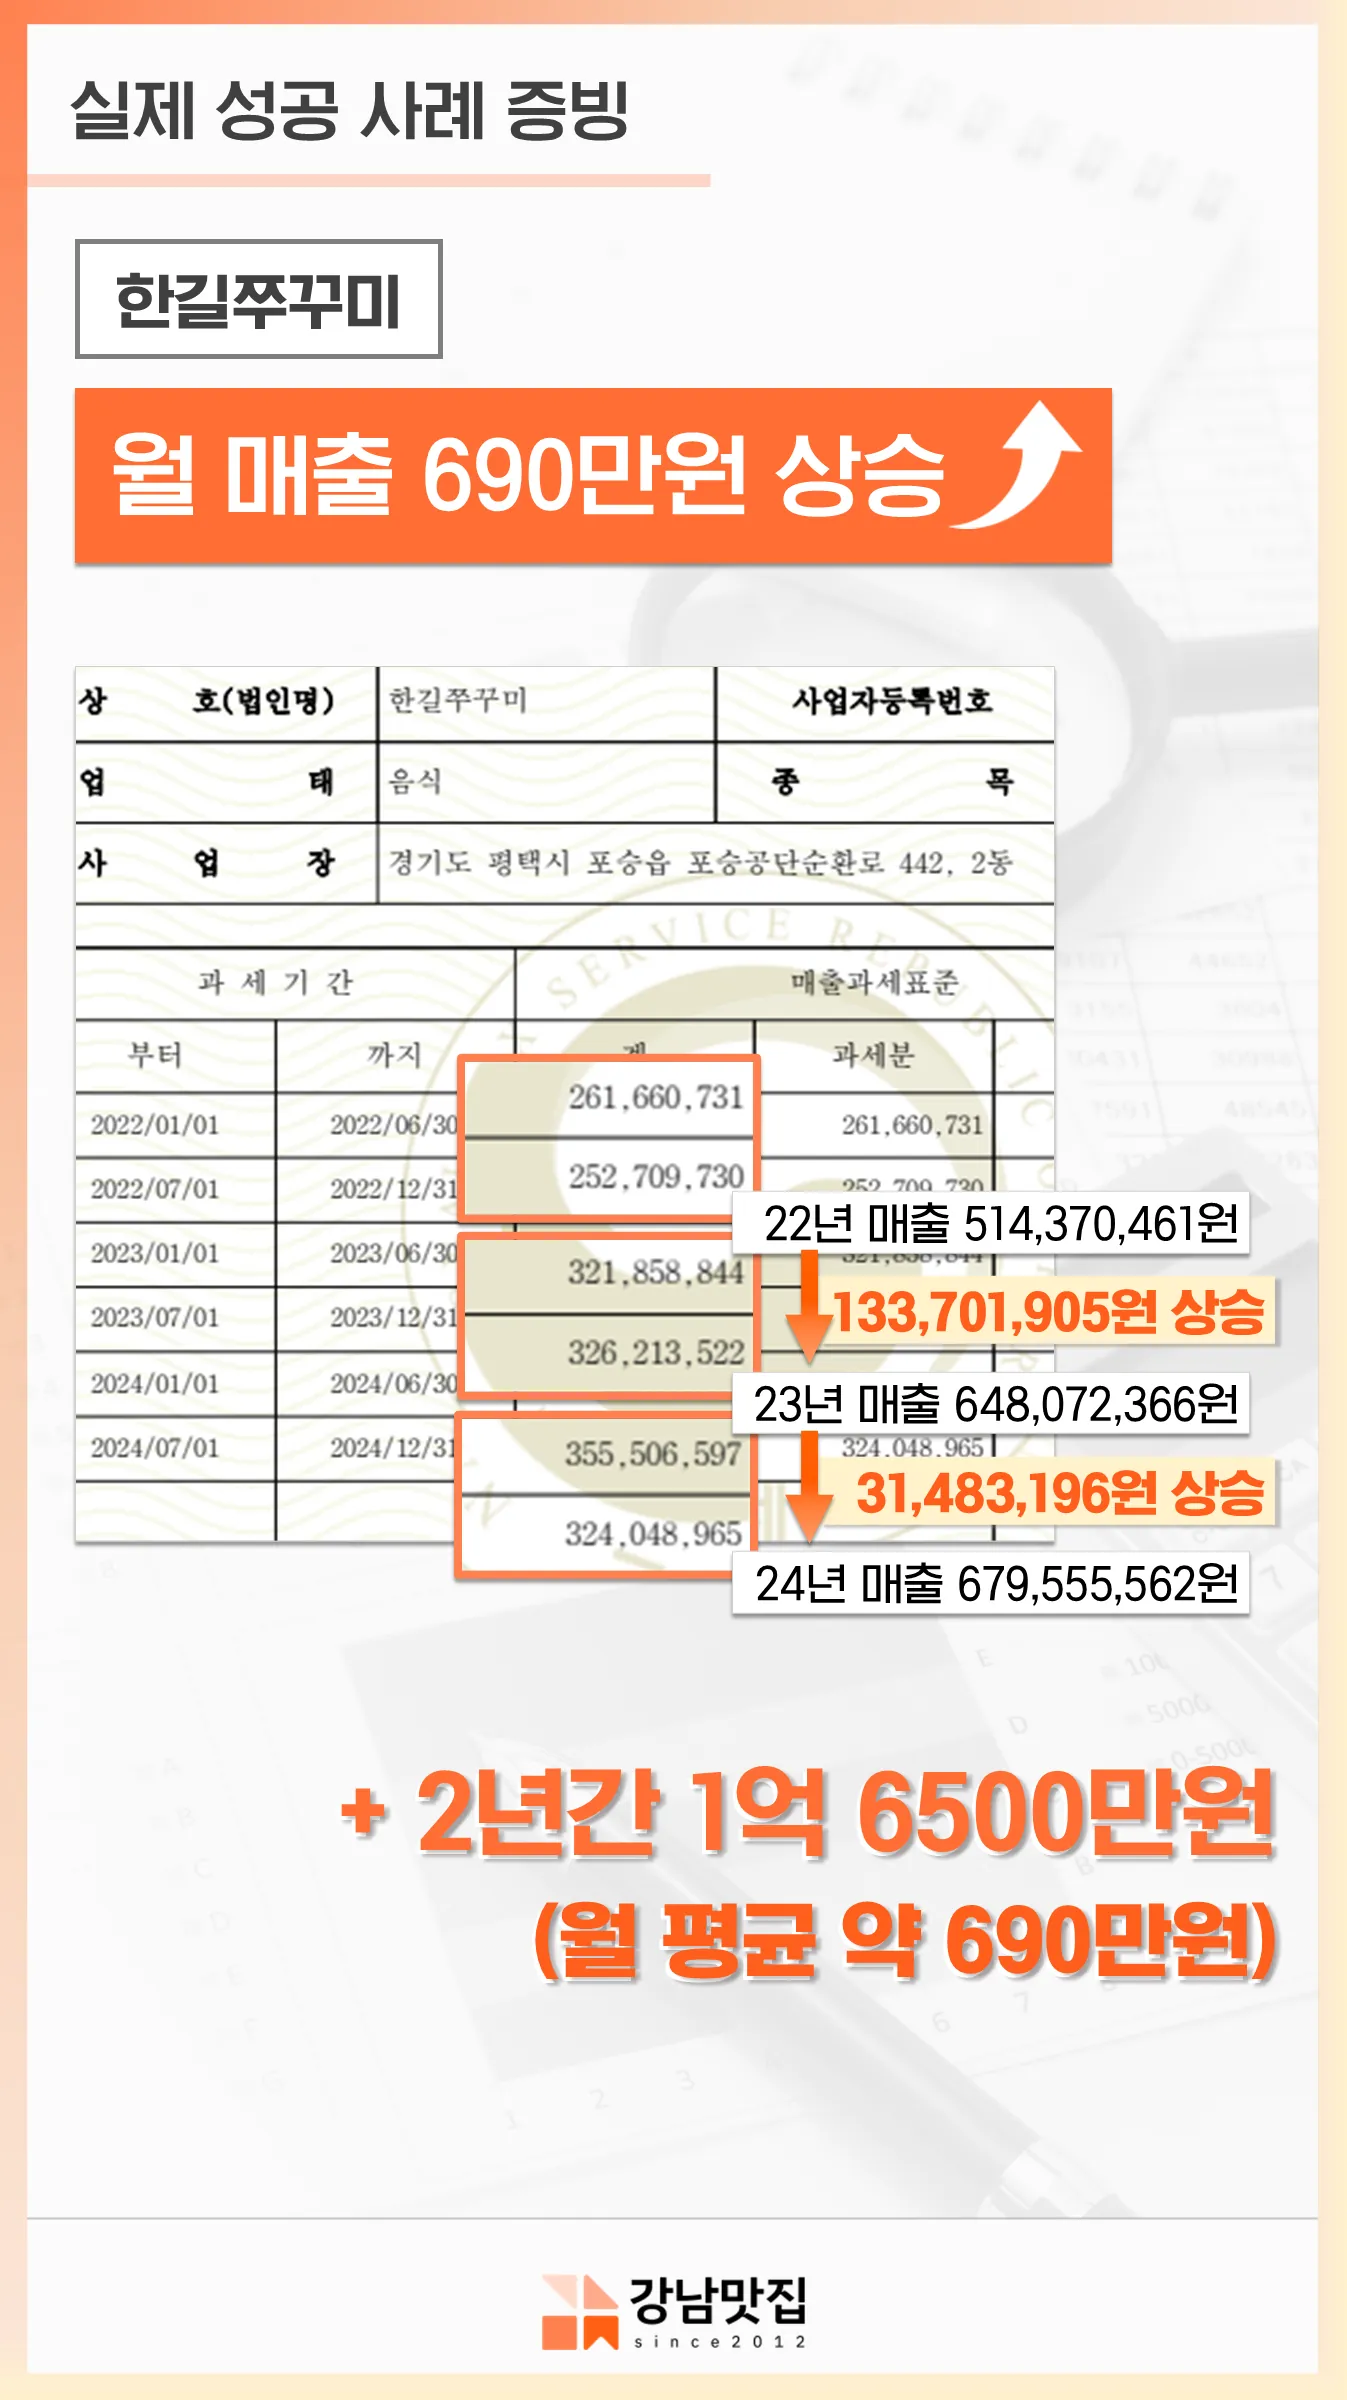 실제 성공 사례 증빙
한길쭈꾸미
월 매출 690만원 상승
상 호(법인명) 한길쭈꾸미 사업자등록번호
업 태 음식 종 목
사 업 장 경기도 평택시 포승읍 포승공단순환로 442, 2동
과 세 기 간 매출과세표준
부터 까지 계 과세분
2022/01/01 2022/06/30 261,660,731 261,660,731
2022/07/01 2022/12/31 252,709,730 252,709,730
22년 매출 514,370,461원
2023/01/01 2023/06/30 321,858,844 321,858,844
133,701,905원 상승
2023/07/01 2023/12/31 326,213,522
23년 매출 648,072,366원
2024/01/01 2024/06/30 355,506,597
2024/07/01 2024/12/31 324,048,965 324,048,965
31,483,196원 상승
24년 매출 679,555,562원
SERVICE REPUBLIC
+ 2년간 1억 6500만원
(월 평균 약 690만원)
강남맛집
since2012